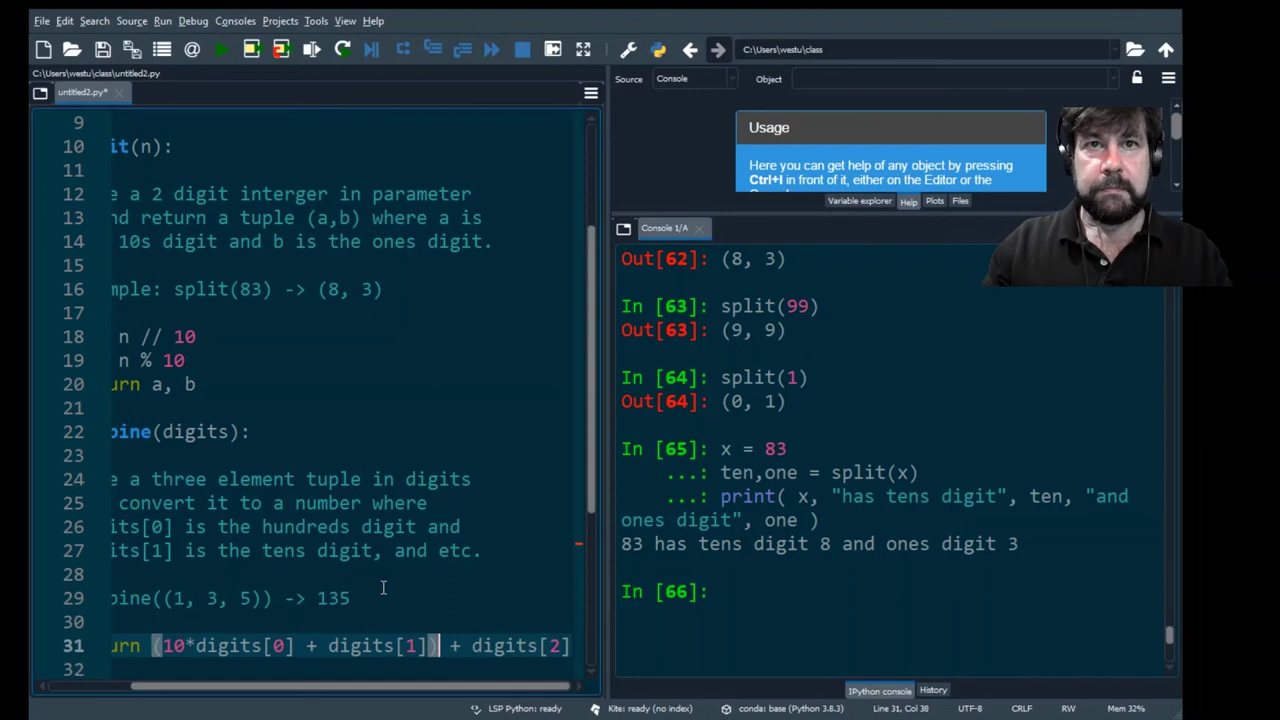 File Edit Search Source Run Debug Consoles Projects Tools View Help
C:\Users\westu\class
C:\Users\westu\class\untitled2.py
Source Console Object
untitled2.py*
Usage
Here you can get help of any object by pressing
Ctrl+I in front of it, either on the Editor or the
Variable explorer Help Plots Files
Console 1/A
9
10 it(n):
11
12 e a 2 digit interger in parameter
13 nd return a tuple (a,b) where a is
14 10s digit and b is the ones digit.
15
16 mple: split(83) -> (8, 3)
17
18 n // 10
19 n % 10
20 urn a, b
21
22 bine(digits):
23
24 e a three element tuple in digits
25 convert it to a number where
26 its[0] is the hundreds digit and
27 its[1] is the tens digit, and etc.
28
29 bine((1, 3, 5)) -> 135
30
31 urn (10*digits[0] + digits[1]) + digits[2]
32
Out[62]: (8, 3)
In [63]: split(99)
Out[63]: (9, 9)
In [64]: split(1)
Out[64]: (0, 1)
In [65]: x = 83
...: ten,one = split(x)
...: print( x, "has tens digit", ten, "and
ones digit", one )
83 has tens digit 8 and ones digit 3
In [66]:
IPython console History
LSP Python: ready Kite: ready (no index) conda: base (Python 3.8.3) Line 31, Col 38 UTF-8 CRLF RW Mem 32%